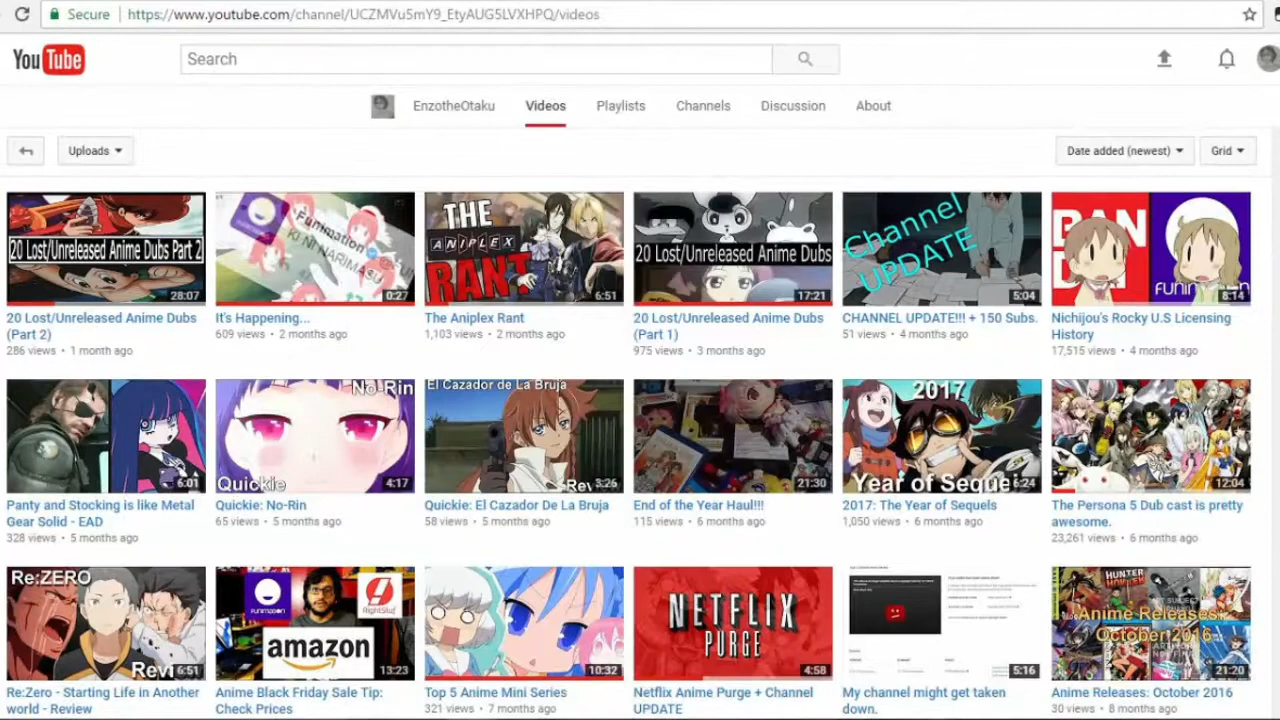 Secure
https://www.youtube.com/channel/UCZMVu5mY9_EtyAUG5LVXHPQ/videos
YouTube
Search
EnzotheOtaku Videos Playlists Channels Discussion About
Uploads
Date added (newest) Grid
20 Lost/Unreleased Anime Dubs Part 2
28:07
Funimation
KI NI NARIMASU
0:27
THE
ANIPLEX
RANT
6:51
20 Lost/Unreleased Anime Dubs
17:21
Channel
UPDATE
5:04
8:14
20 Lost/Unreleased Anime Dubs
(Part 2)
286 views • 1 month ago
It's Happening...
609 views • 2 months ago
The Aniplex Rant
1,103 views • 2 months ago
20 Lost/Unreleased Anime Dubs
(Part 1)
975 views • 3 months ago
CHANNEL UPDATE!!! + 150 Subs.
51 views • 4 months ago
Nichijou's Rocky U.S Licensing
History
17,515 views • 4 months ago
6:01
No-Rin
Quickie
4:17
El Cazador de La Bruja
3:26
21:30
2017
Year of Seque
6:24
12:04
Panty and Stocking is like Metal
Gear Solid - EAD
328 views • 5 months ago
Quickie: No-Rin
65 views • 5 months ago
Quickie: El Cazador De La Bruja
58 views • 5 months ago
End of the Year Haul!!!
115 views • 6 months ago
2017: The Year of Sequels
1,050 views • 6 months ago
The Persona 5 Dub cast is pretty
awesome.
23,261 views • 6 months ago
Re:ZERO
6:51
FUNIMATION
RightStuf
amazon
13:23
10:32
NETFLIX
PURGE
4:58
5:16
HUNTER
Anime Releases:
October 2016
21:20
Re:Zero - Starting Life in Another
world - Review
Anime Black Friday Sale Tip:
Check Prices
Top 5 Anime Mini Series
321 views • 7 months ago
Netflix Anime Purge + Channel
UPDATE
My channel might get taken
down.
Anime Releases: October 2016
30 views • 8 months ago